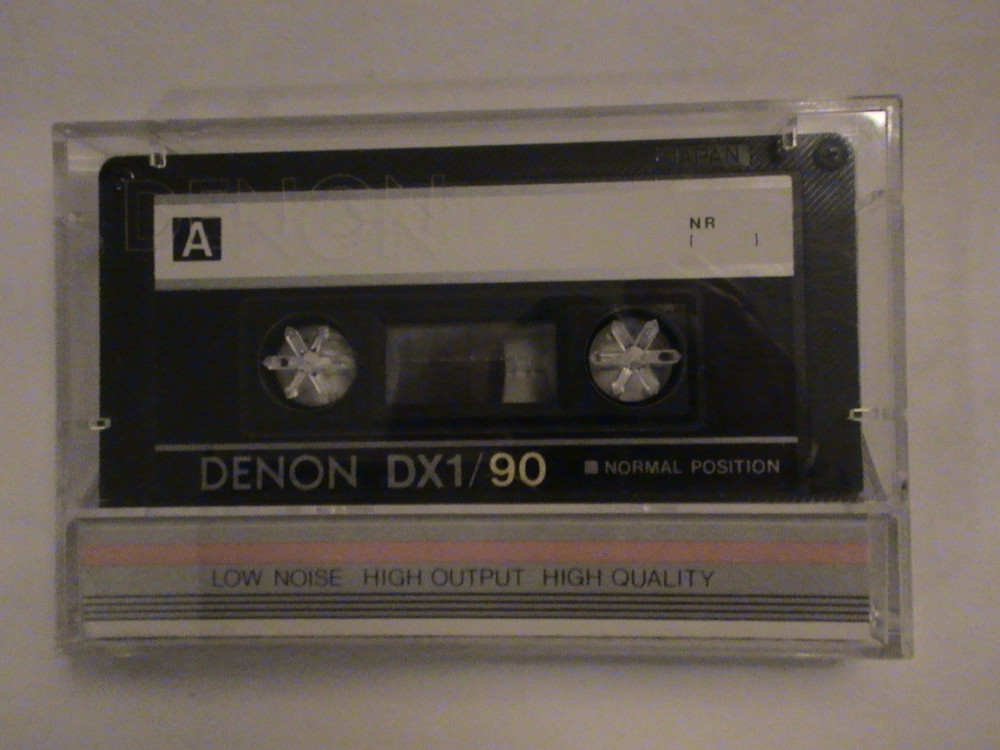 JAPAN
DENON
A
NR
DENON DX1/90 NORMAL POSITION
LOW NOISE HIGH OUTPUT HIGH QUALITY